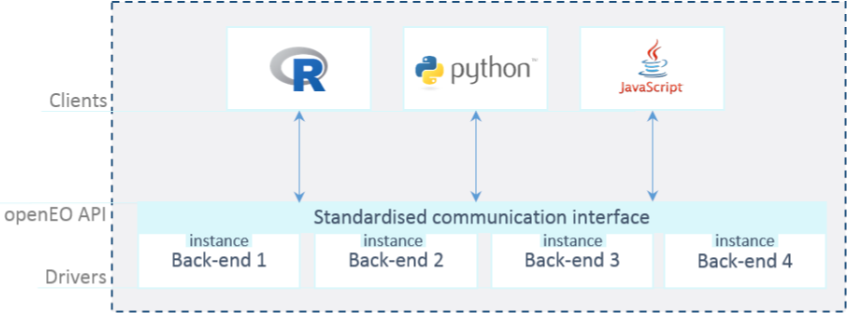 R
python™
JavaScript
Clients
openEO API
Standardised communication interface
instance instance instance instance
Back-end 1 Back-end 2 Back-end 3 Back-end 4
Drivers